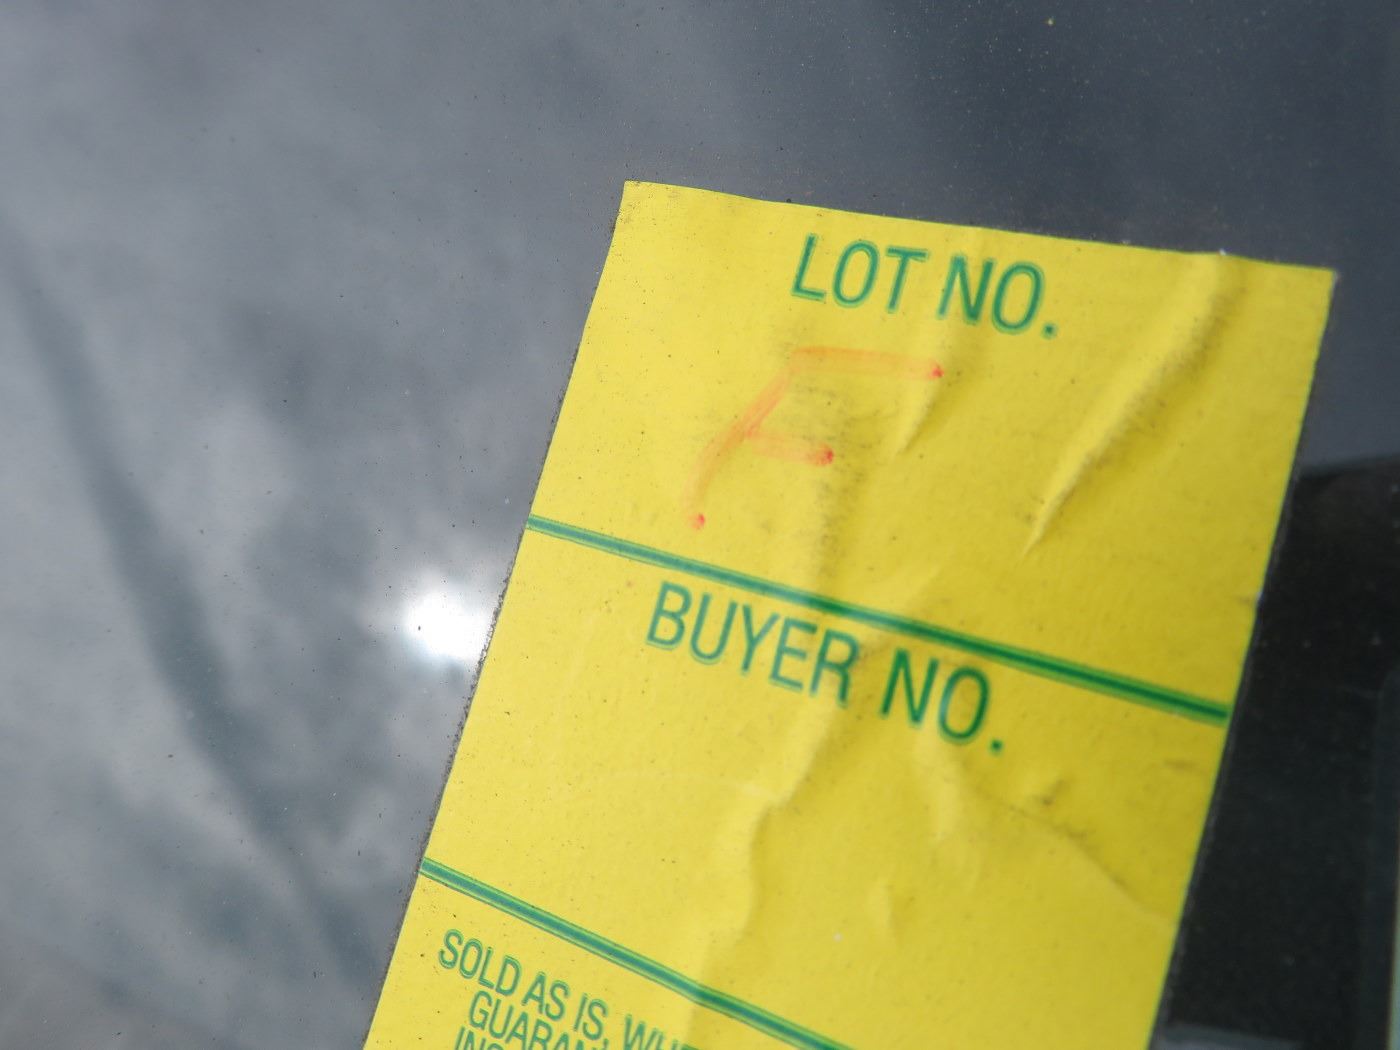 LOT NO.
F
BUYER NO.
SOLD AS IS,